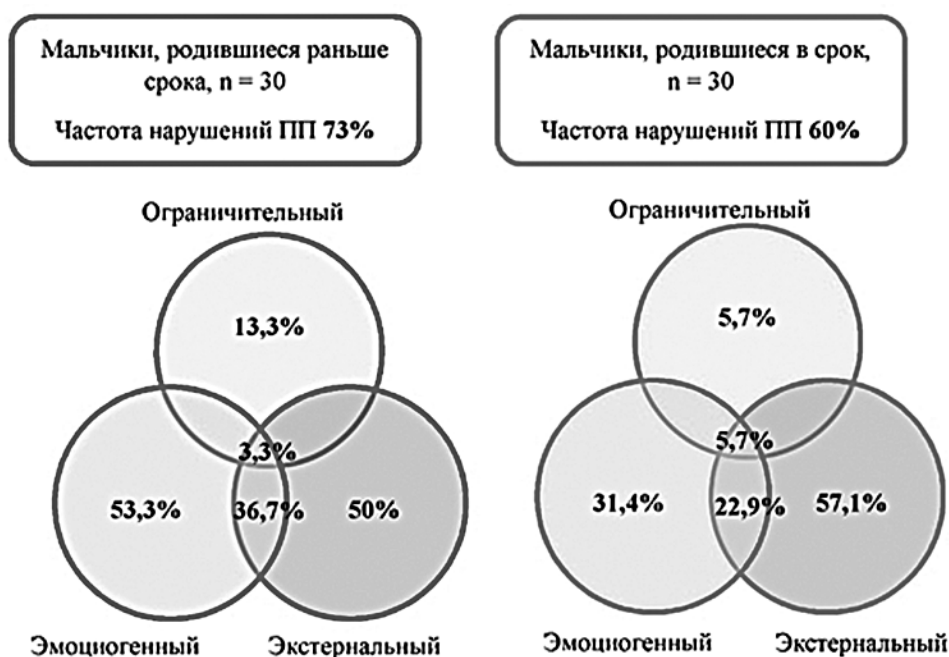 Мальчики, родившиеся раньше
срока, n = 30
Частота нарушений ПП 73%
Мальчики, родившиеся в срок,
n = 30
Частота нарушений ПП 60%
Ограничительный
13,3%
3,3%
53,3%
36,7%
50%
Эмоциогенный
Экстернальный
Ограничительный
5,7%
5,7%
31,4%
22,9%
57,1%
Эмоциогенный
Экстернальный